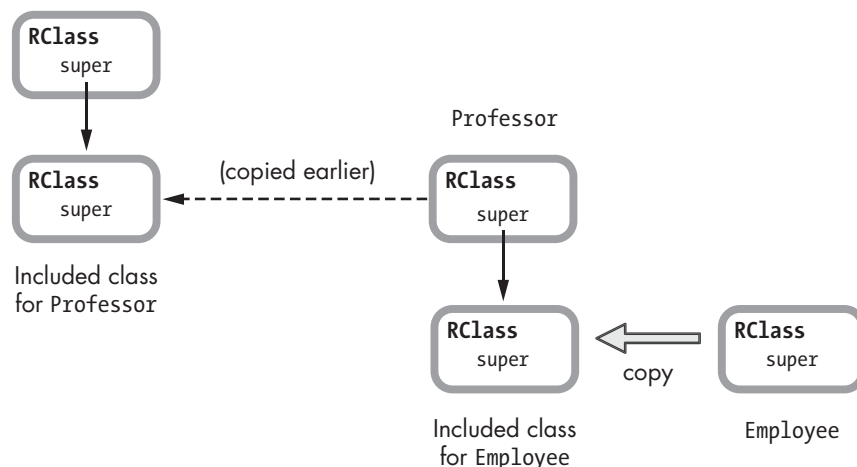 RClass
super
Professor
RClass
super
(copied earlier)
RClass
super
Included class
for Professor
RClass
super
copy
RClass
super
Included class
for Employee
Employee